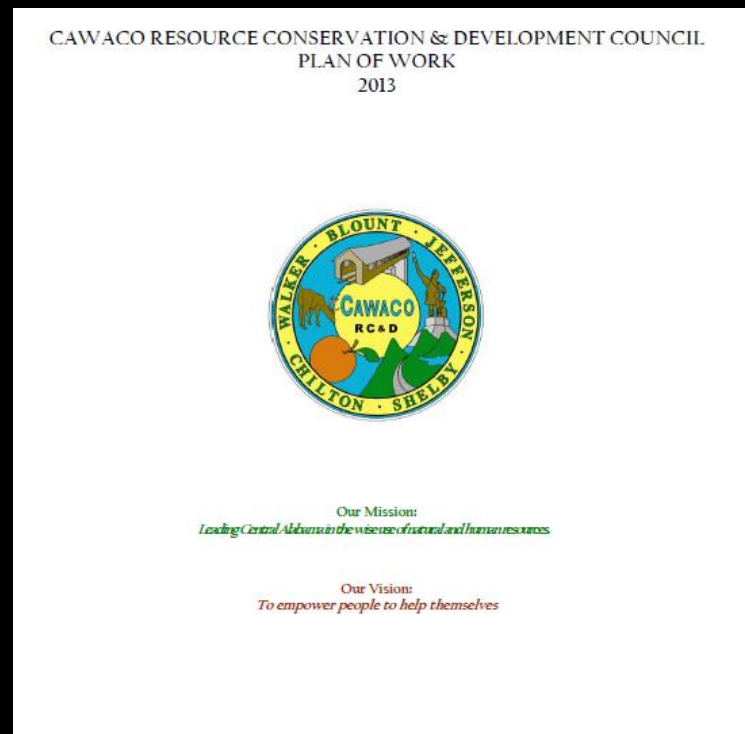 CAWACO RESOURCE CONSERVATION & DEVELOPMENT COUNCIL
PLAN OF WORK
2013
WALKER · BLOUNT · JEFFERSON · SHELBY · CHILTON ·
CAWACO
RC&D
Our Mission:
Leading Central Alabama in the wise use of natural and human resources.
Our Vision:
To empower people to help themselves